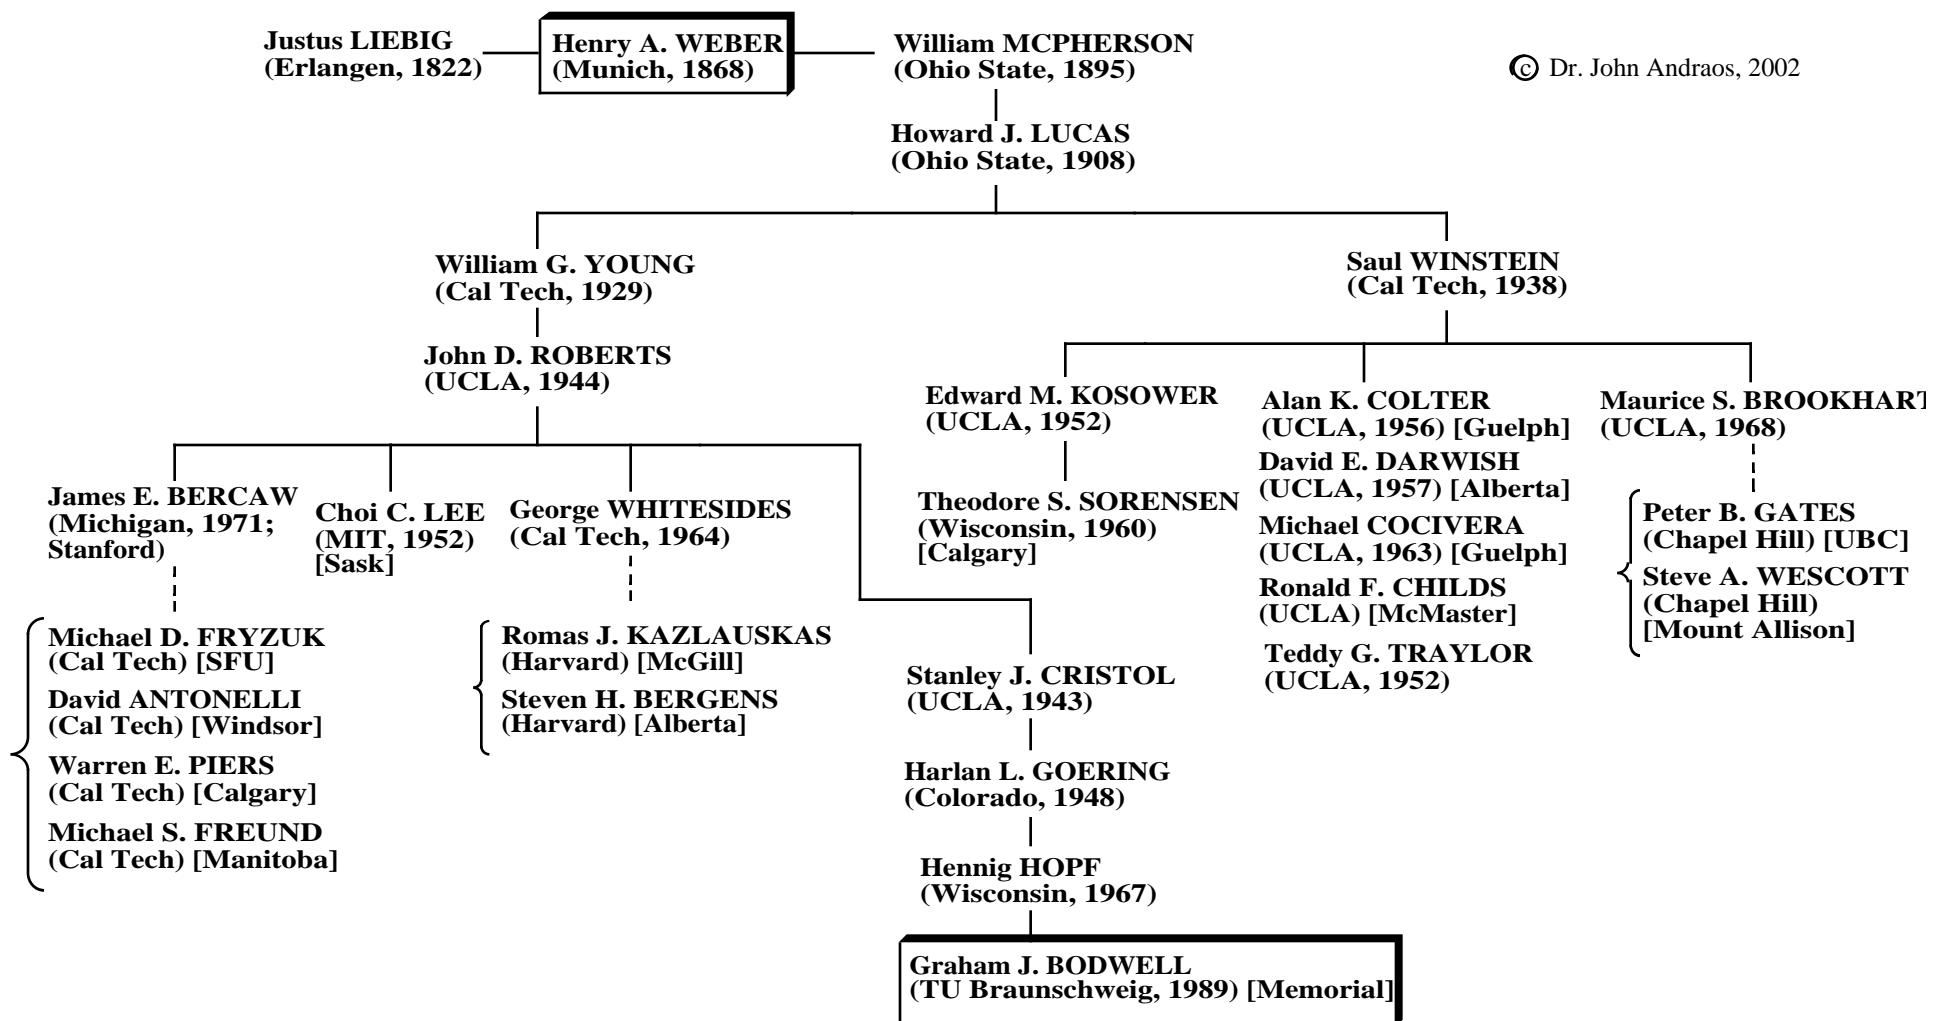 Justus LIEBIG
(Erlangen, 1822)
Henry A. WEBER
(Munich, 1868)
William MCPHERSON
(Ohio State, 1895)
© Dr. John Andraos, 2002
Howard J. LUCAS
(Ohio State, 1908)
William G. YOUNG
(Cal Tech, 1929)
Saul WINSTEIN
(Cal Tech, 1938)
John D. ROBERTS
(UCLA, 1944)
Edward M. KOSOWER
(UCLA, 1952)
Alan K. COLTER
(UCLA, 1956) [Guelph]
David E. DARWISH
(UCLA, 1957) [Alberta]
Michael COCIVERA
(UCLA, 1963) [Guelph]
Ronald F. CHILDS
(UCLA) [McMaster]
Teddy G. TRAYLOR
(UCLA, 1952)
Maurice S. BROOKHART
(UCLA, 1968)
James E. BERCAW
(Michigan, 1971;
Stanford)
Choi C. LEE
(MIT, 1952)
[Sask]
George WHITESIDES
(Cal Tech, 1964)
Theodore S. SORENSEN
(Wisconsin, 1960)
[Calgary]
Peter B. GATES
(Chapel Hill) [UBC]
Steve A. WESCOTT
(Chapel Hill)
[Mount Allison]
Michael D. FRYZUK
(Cal Tech) [SFU]
David ANTONELLI
(Cal Tech) [Windsor]
Warren E. PIERS
(Cal Tech) [Calgary]
Michael S. FREUND
(Cal Tech) [Manitoba]
Romas J. KAZLAUSKAS
(Harvard) [McGill]
Steven H. BERGENS
(Harvard) [Alberta]
Stanley J. CRISTOL
(UCLA, 1943)
Harlan L. GOERING
(Colorado, 1948)
Hennig HOPF
(Wisconsin, 1967)
Graham J. BODWELL
(TU Braunschweig, 1989) [Memorial]